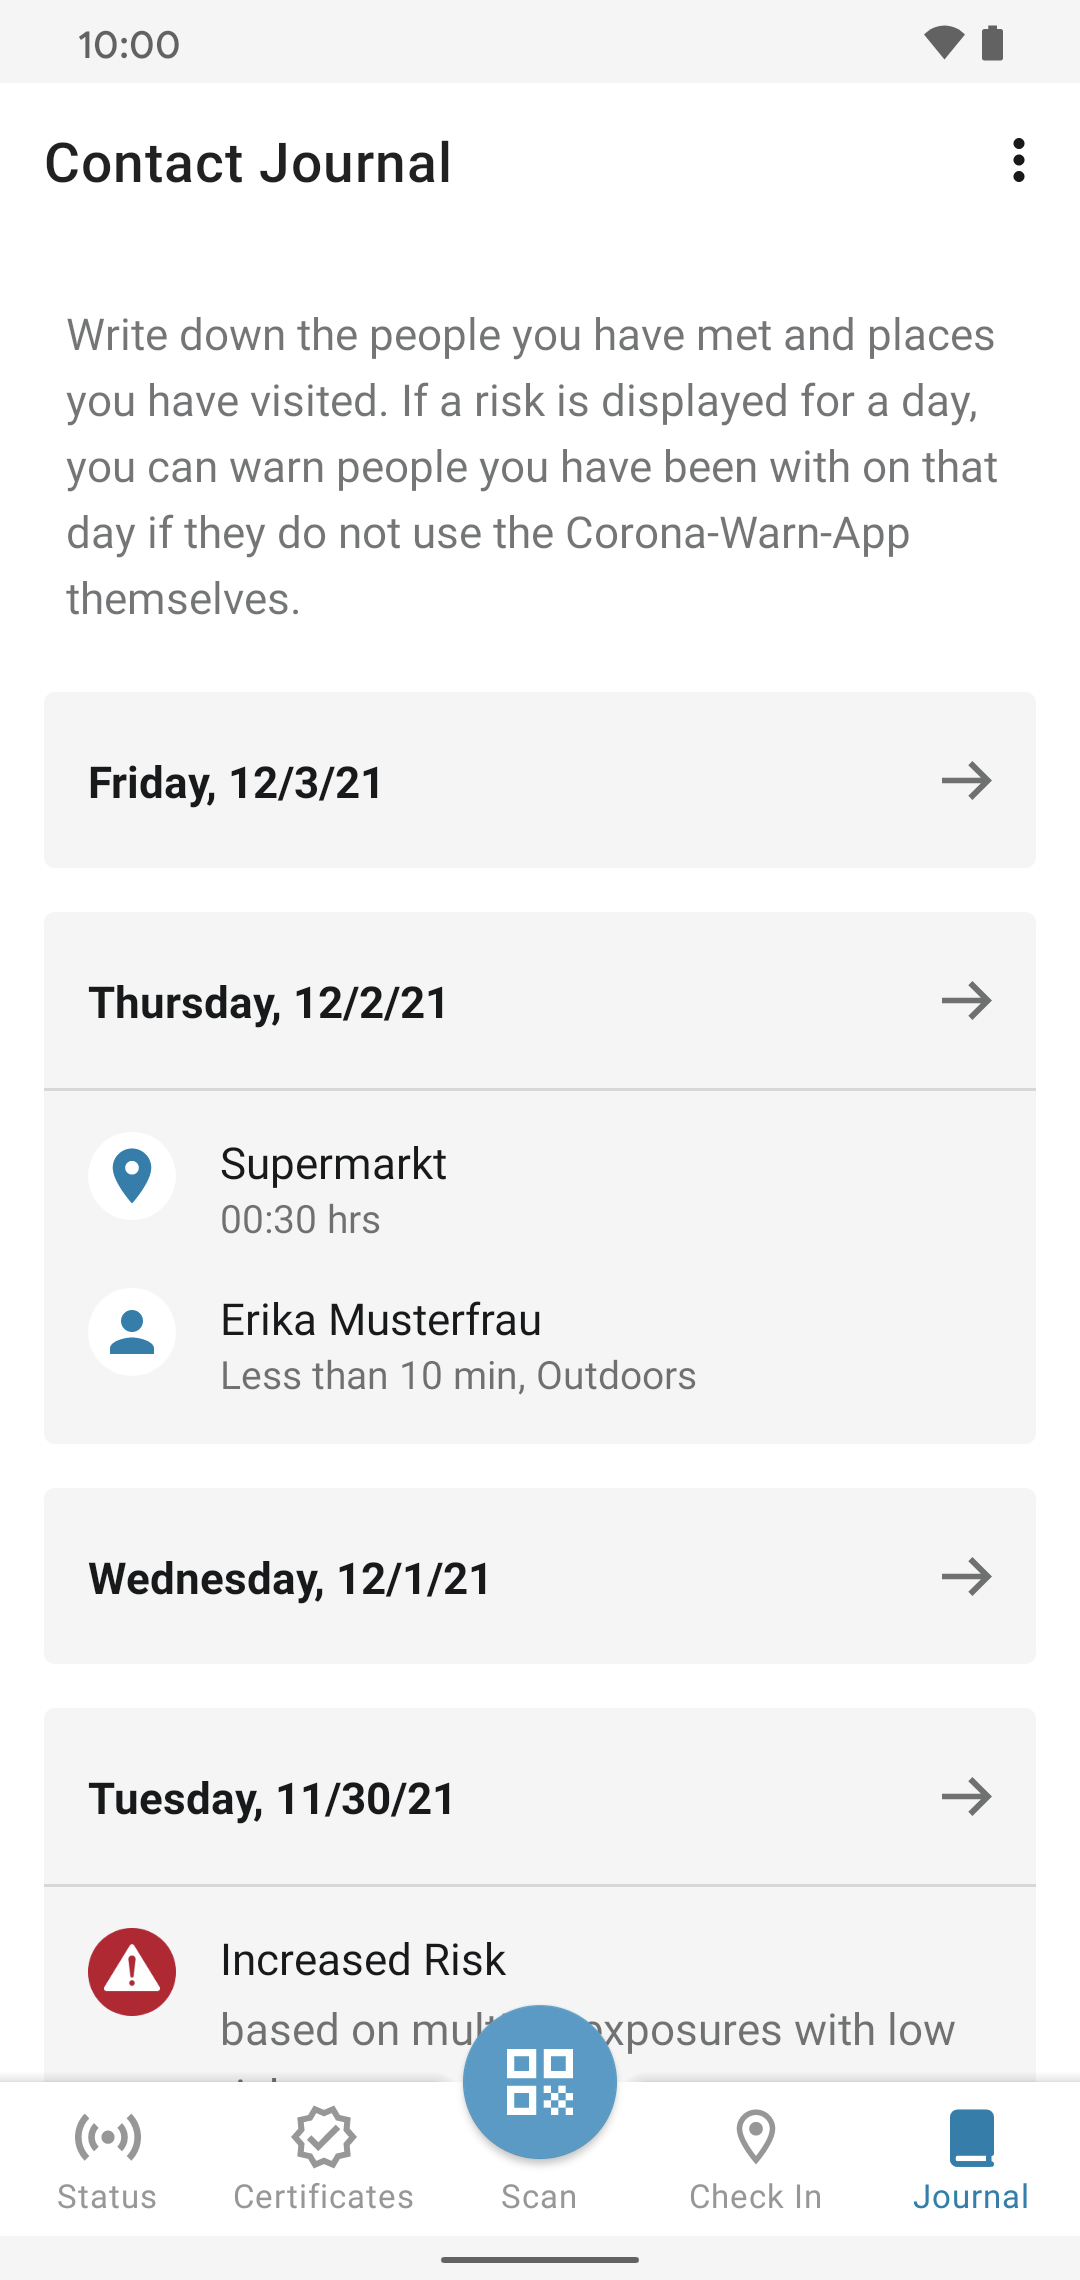 10:00
Contact Journal
Write down the people you have met and places
you have visited. If a risk is displayed for a day,
you can warn people you have been with on that
day if they do not use the Corona-Warn-App
themselves.
Friday, 12/3/21
Thursday, 12/2/21
Supermarkt
00:30 hrs
Erika Musterfrau
Less than 10 min, Outdoors
Wednesday, 12/1/21
Tuesday, 11/30/21
Increased Risk
based on exposures with low
Status
Certificates
Scan
Check In
Journal